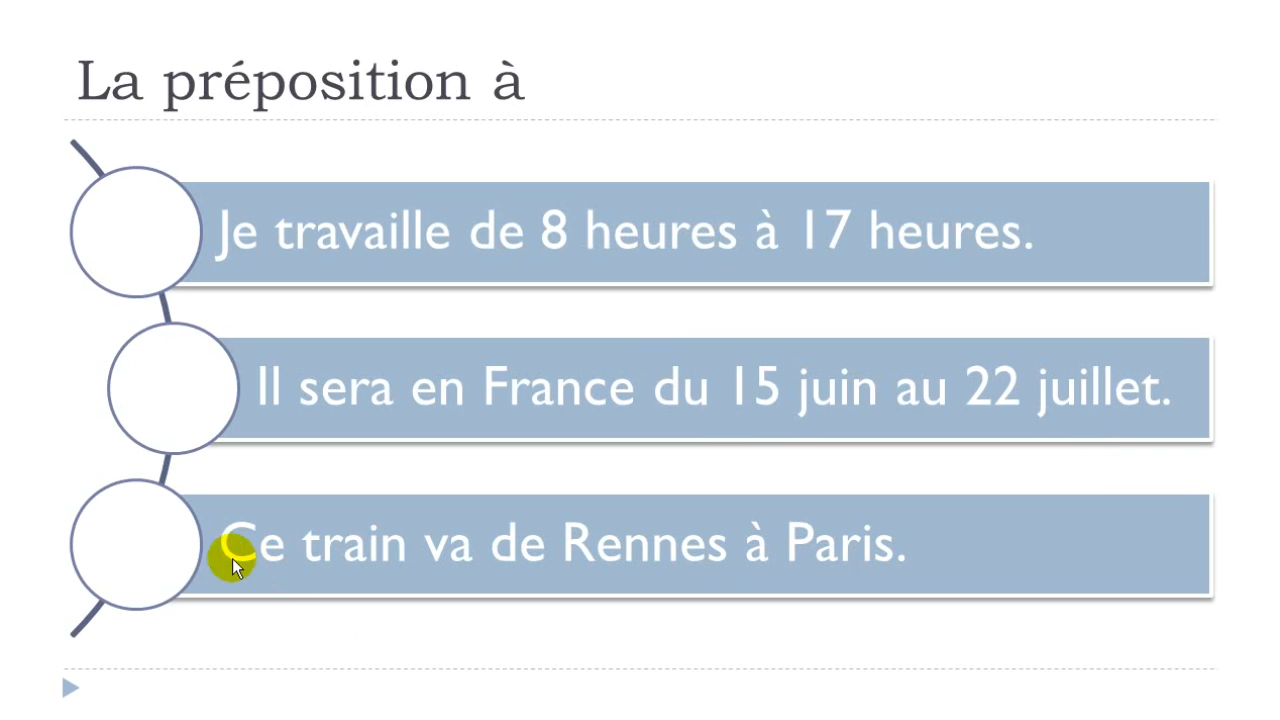 La préposition à
Je travaille de 8 heures à 17 heures.
Il sera en France du 15 juin au 22 juillet.
Ce train va de Rennes à Paris.